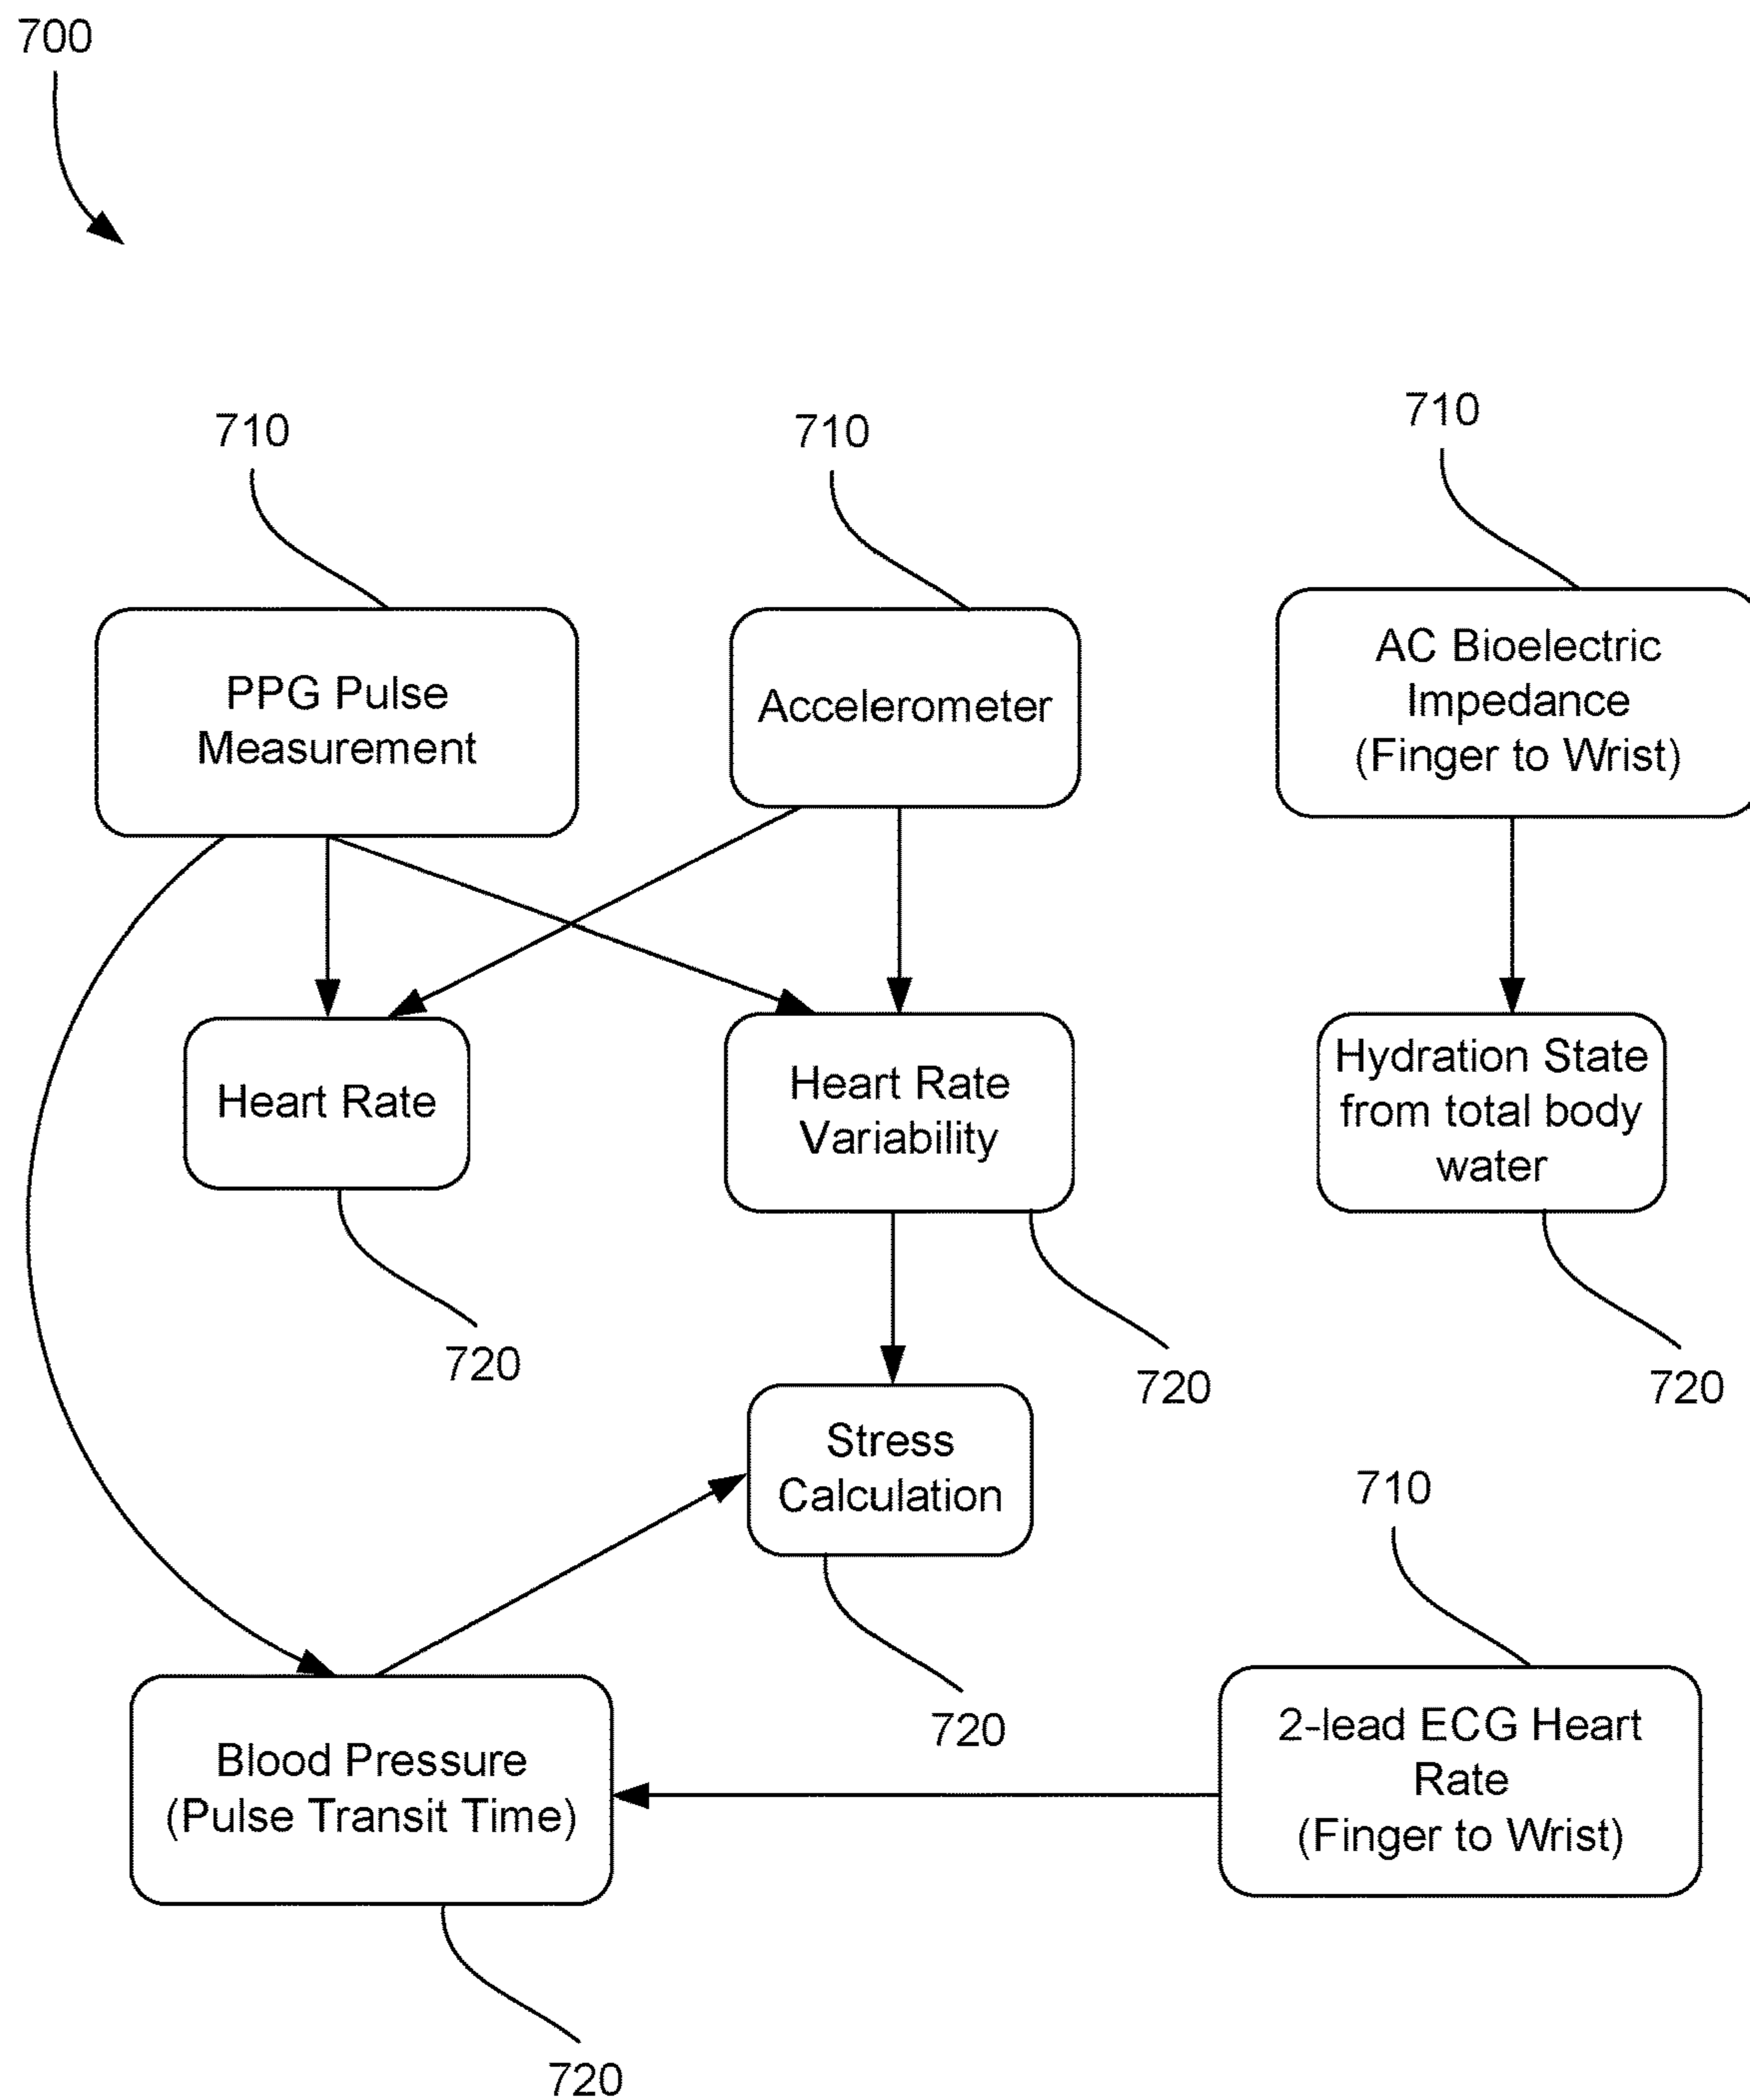 700
710
710
710
PPG Pulse
Measurement
Accelerometer
AC Bioelectric
Impedance
(Finger to Wrist)
Heart Rate
Heart Rate
Variability
Hydration State
from total body
water
720
720
720
Stress
Calculation
710
720
Blood Pressure
(Pulse Transit Time)
2-lead ECG Heart
Rate
(Finger to Wrist)
720